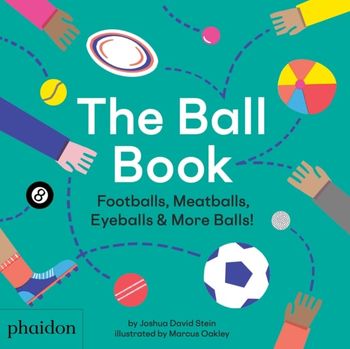 The Ball
Book
Footballs, Meatballs,
Eyeballs & More Balls!
8
by Joshua David Stein
illustrated by Marcus Oakley
phaidon